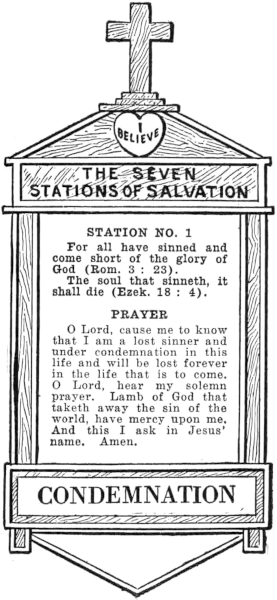 I
BELIEVE
THE SEVEN
STATIONS OF SALVATION
STATION NO. 1
For all have sinned and
come short of the glory of
God (Rom. 3 : 23).
The soul that sinneth, it
shall die (Ezek. 18 : 4).
PRAYER
O Lord, cause me to know
that I am a lost sinner and
under condemnation in this
life and will be lost forever
in the life that is to come.
O Lord, hear my solemn
prayer. Lamb of God that
taketh away the sin of the
world, have mercy upon me.
And this I ask in Jesus'
name. Amen.
CONDEMNATION